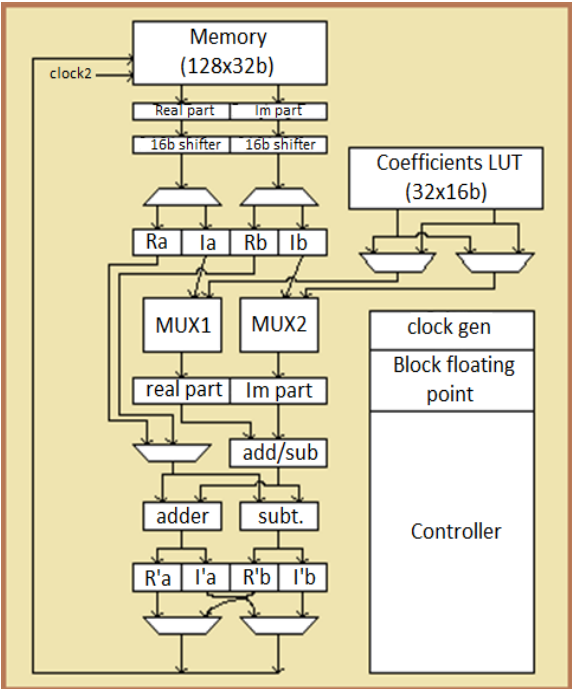 Memory
(128x32b)
clock2
Real part Im part
16b shifter 16b shifter
Coefficients LUT
(32x16b)
Ra Ia Rb Ib
MUX1 MUX2
clock gen
Block floating
point
real part Im part
add/sub
adder subt.
Controller
R'a I'a R'b I'b